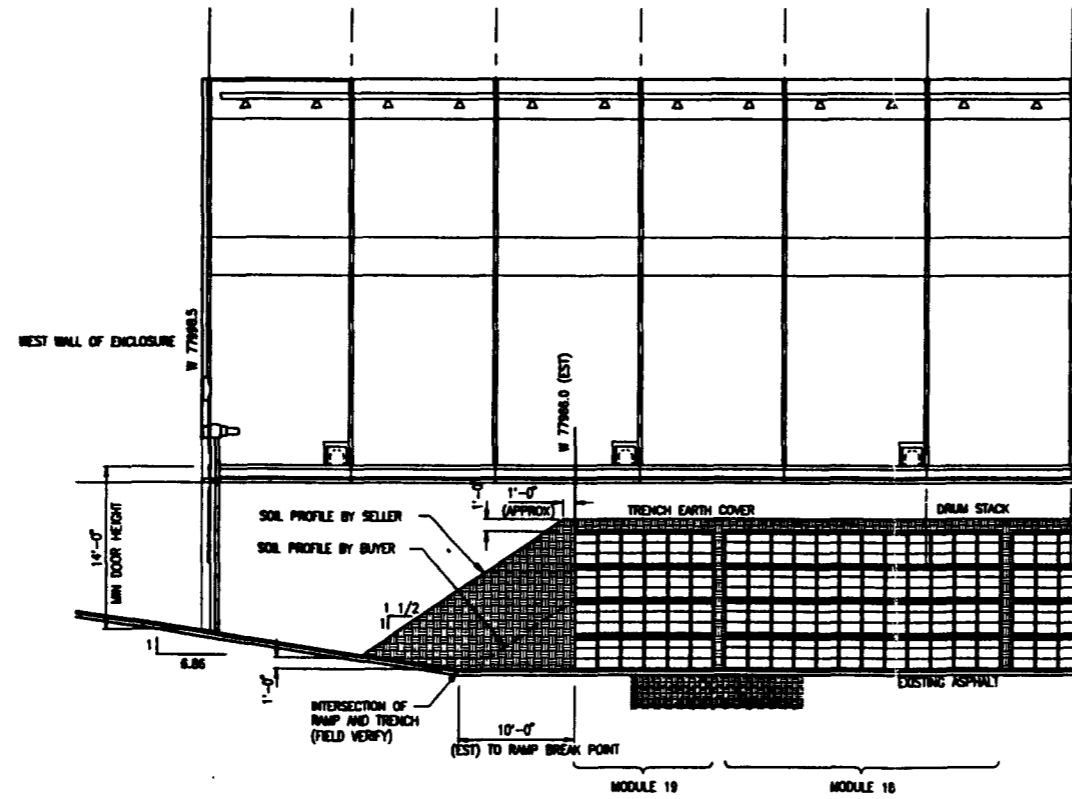 WEST WALL OF ENCLOSURE
W 77998.5
W 77966.0 (EST)
14'-0"
MIN DOOR HEIGHT
1'-0"
1'-0"
(APPROX)
TRENCH EARTH COVER
DRUM STACK
SOIL PROFILE BY SELLER
SOIL PROFILE BY BUYER
1 1/2
1
1
6.86
1'-0"
INTERSECTION OF
RAMP AND TRENCH
(FIELD VERIFY)
10'-0"
(EST) TO RAMP BREAK POINT
EXISTING ASPHALT
MODULE 19
MODULE 18